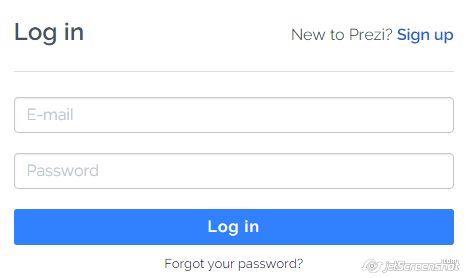 Log in
New to Prezi? Sign up
E-mail
Password
Log in
Forgot your password?
jetScreenshot